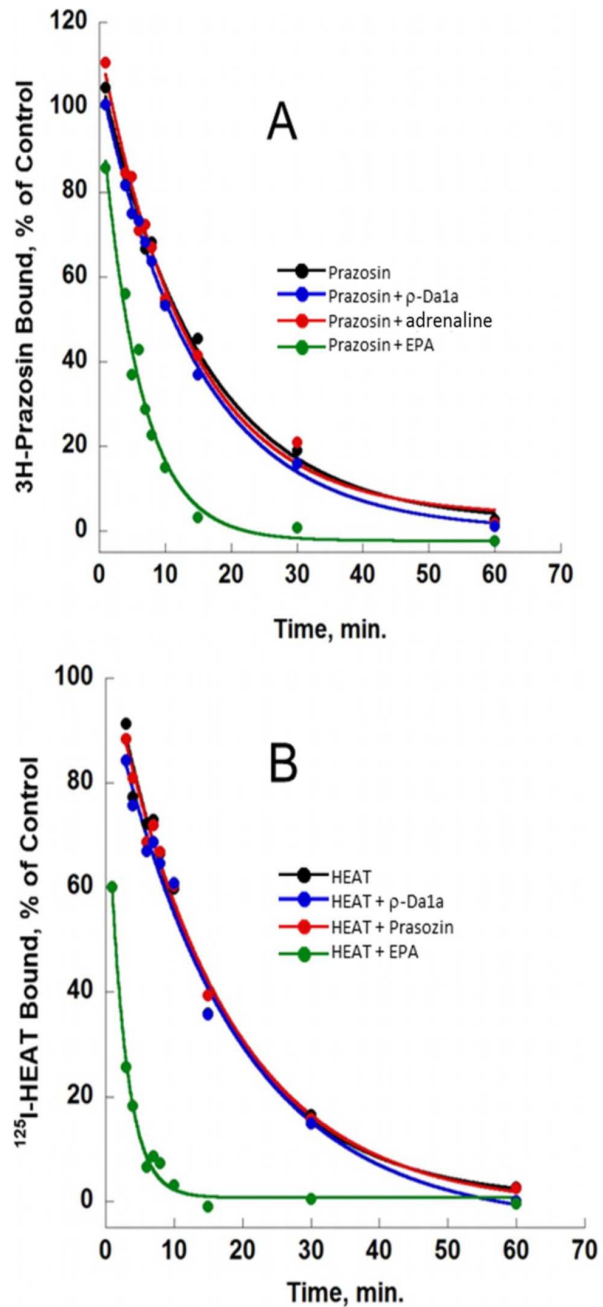 120
100
80
60
40
20
0
3H-Prazosin Bound, % of Control
A
Prazosin
Prazosin + ρ-Da1a
Prazosin + adrenaline
Prazosin + EPA
0 10 20 30 40 50 60 70
Time, min.
100
80
60
40
20
0
¹²⁵I-HEAT Bound, % of Control
B
HEAT
HEAT + ρ-Da1a
HEAT + Prasozin
HEAT + EPA
0 10 20 30 40 50 60 70
Time, min.